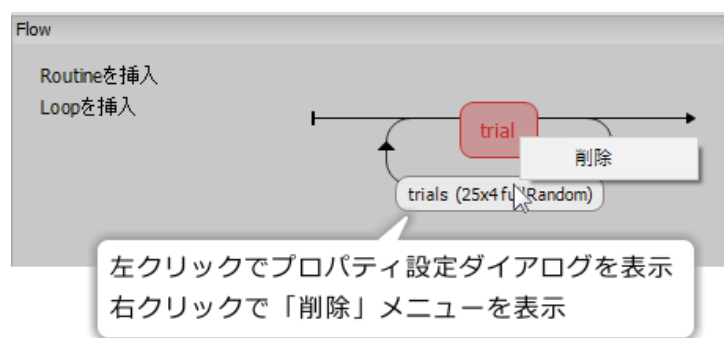 Flow
Routineを挿入
Loopを挿入
trial
削除
trials (25x4 fullRandom)
左クリックでプロパティ設定ダイアログを表示
右クリックで「削除」メニューを表示